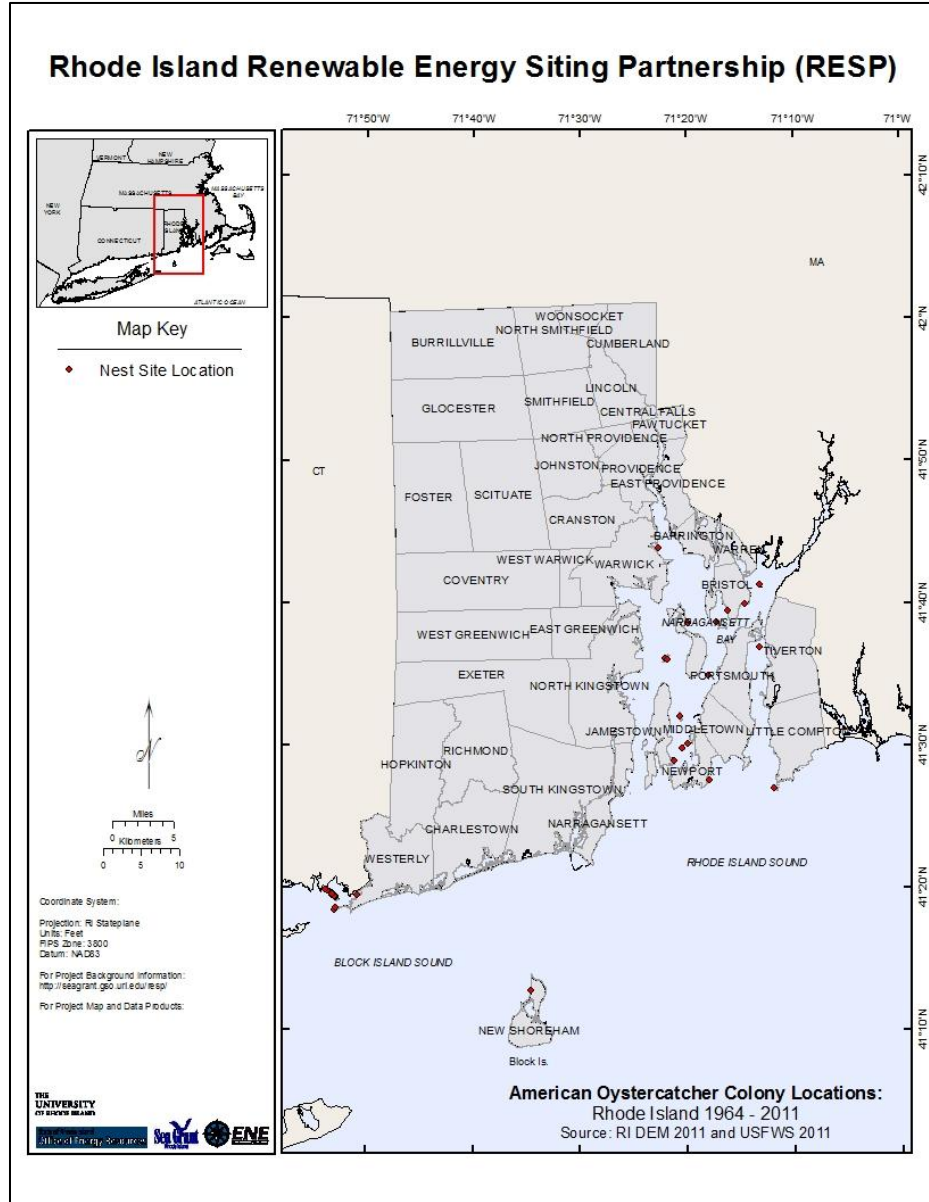 Rhode Island Renewable Energy Siting Partnership (RESP)
71°50'W
71°40'W
71°30'W
71°20'W
71°10'W
71°W
VERMONT
NEW HAMPSHIRE
MASSACHUSETTS
MASSACHUSETTS BAY
NEW YORK
CONNECTICUT
RHODE ISLAND
ATLANTIC OCEAN
Map Key
Nest Site Location
N
Miles
0 5
Kilometers
0 5 10
Coordinate System:
Projection: RI Stateplane
Units: Feet
FIPS Zone: 3800
Datum: NAD83
For Project Background Information:
http://seagrant.gso.uri.edu/resp/
For Project Map and Data Products:
THE
UNIVERSITY
OF RHODE ISLAND
Office of Energy Resources
Sea Grant
Rhode Island
ENE
42°10'N
42°N
41°50'N
41°40'N
41°30'N
41°20'N
41°10'N
MA
CT
WOONSOCKET
NORTH SMITHFIELD
BURRILLVILLE
CUMBERLAND
LINCOLN
SMITHFIELD
GLOCESTER
CENTRAL FALLS
PAWTUCKET
NORTH PROVIDENCE
JOHNSTON
PROVIDENCE
EAST PROVIDENCE
FOSTER
SCITUATE
CRANSTON
BARRINGTON
WARREN
WEST WARWICK
WARWICK
COVENTRY
BRISTOL
NARRAGANSETT
BAY
WEST GREENWICH
EAST GREENWICH
TIVERTON
EXETER
PORTSMOUTH
NORTH KINGSTOWN
JAMESTOWN
MIDDLETOWN
LITTLE COMPTON
RICHMOND
HOPKINTON
NEWPORT
SOUTH KINGSTOWN
NARRAGANSETT
CHARLESTOWN
WESTERLY
RHODE ISLAND SOUND
BLOCK ISLAND SOUND
NEW SHOREHAM
Block Is.
American Oystercatcher Colony Locations:
Rhode Island 1964 - 2011
Source: RI DEM 2011 and USFWS 2011